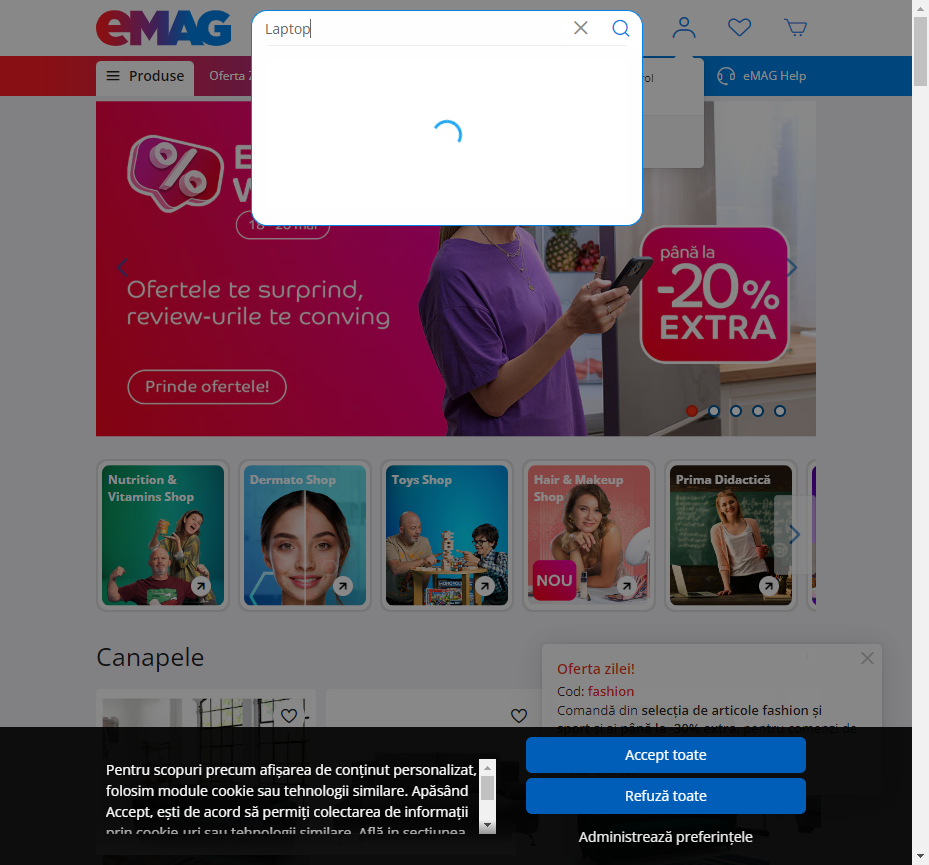 eMAG
Laptop
Produse
Oferta
rol
eMAG Help
18 - 26 mai
Ofertele te surprind,
review-urile te conving
Prinde ofertele!
până la
-20%
EXTRA
Nutrition &
Vitamins Shop
Dermato Shop
Toys Shop
Hair & Makeup
Shop
NOU
Prima Didactică
Canapele
Oferta zilei!
Cod: fashion
Comandă din selecția de articole fashion și
sport și ai până la -30% extra, pentru comenzi de
Pentru scopuri precum afișarea de conținut personalizat,
folosim module cookie sau tehnologii similare. Apăsând
Accept, ești de acord să permiți colectarea de informații
prin cookie-uri sau tehnologii similare. Află in sectiunea
Accept toate
Refuză toate
Administrează preferințele